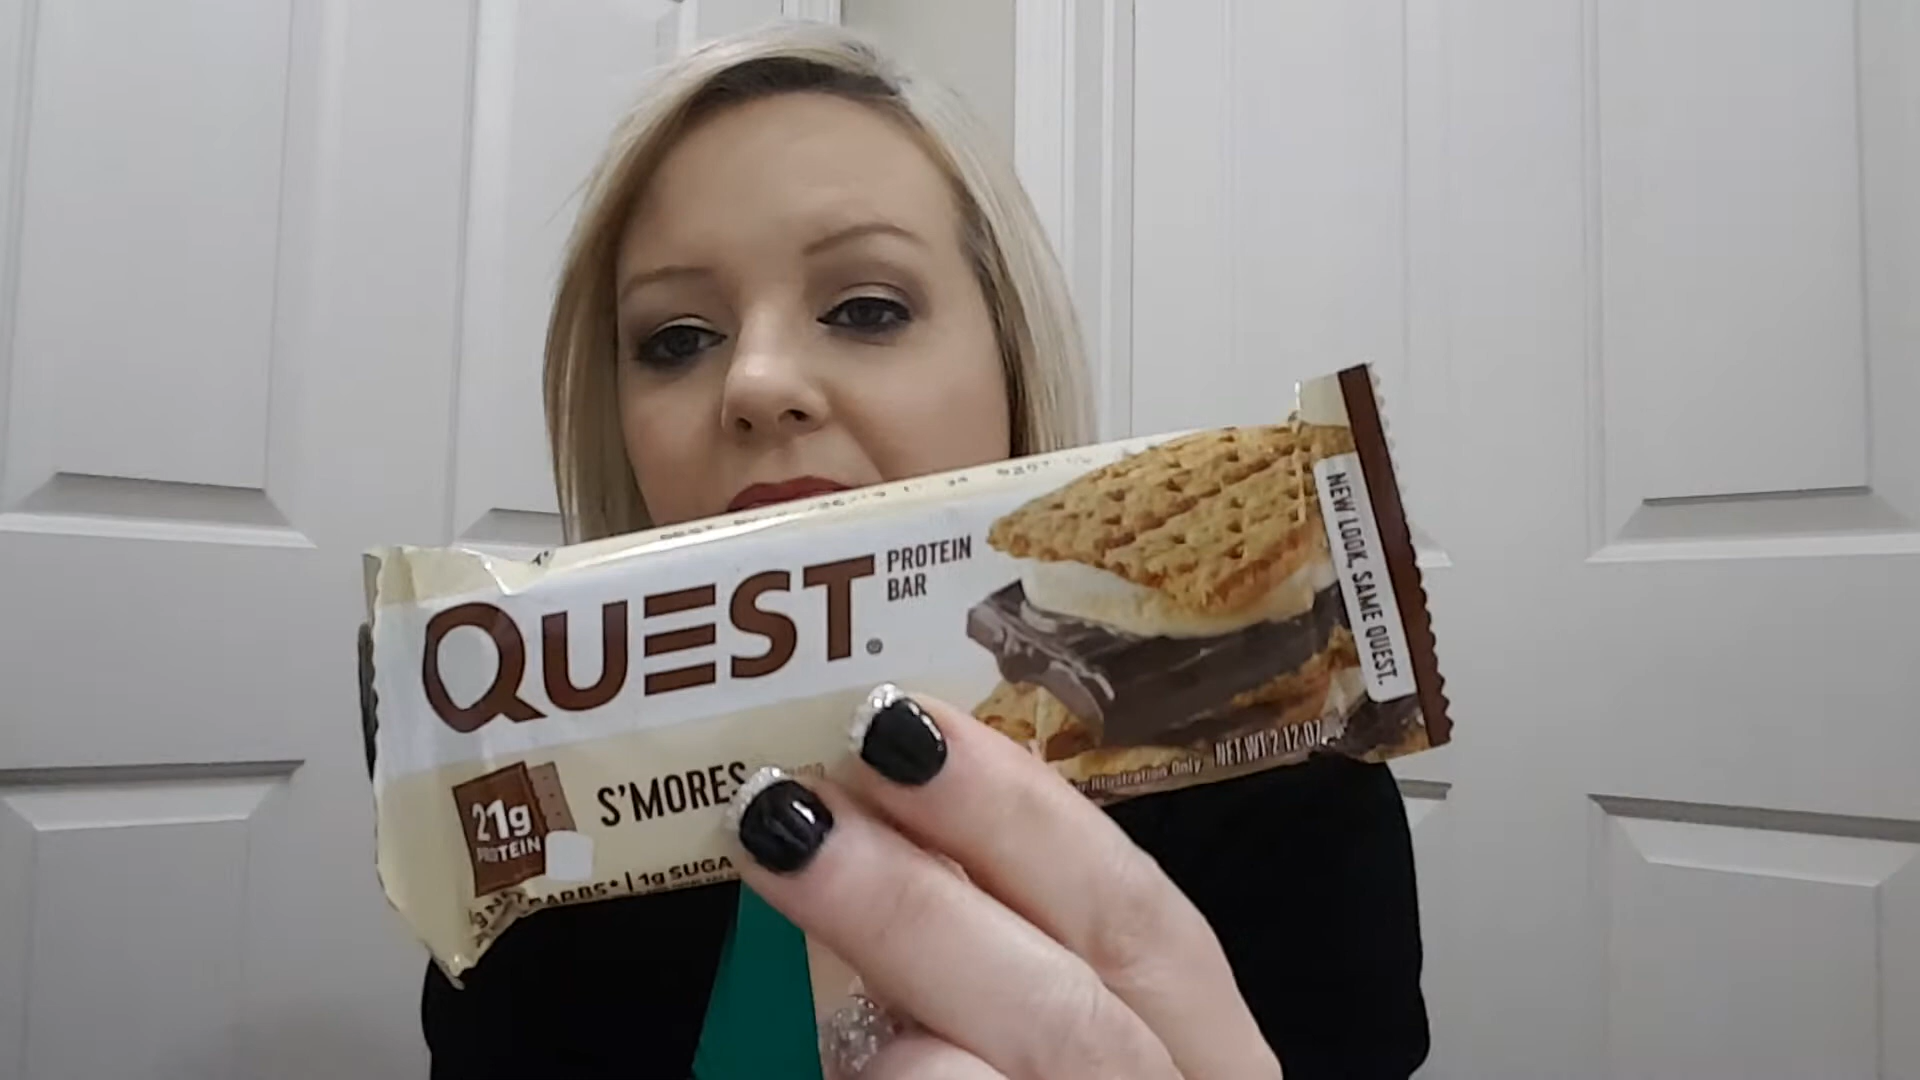 QUEST®
PROTEIN
BAR
NEW LOOK, SAME QUEST.
21g
PROTEIN
S'MORES
CARBS* | 1g SUGA
Illustration Only
NET WT 2.12 OZ